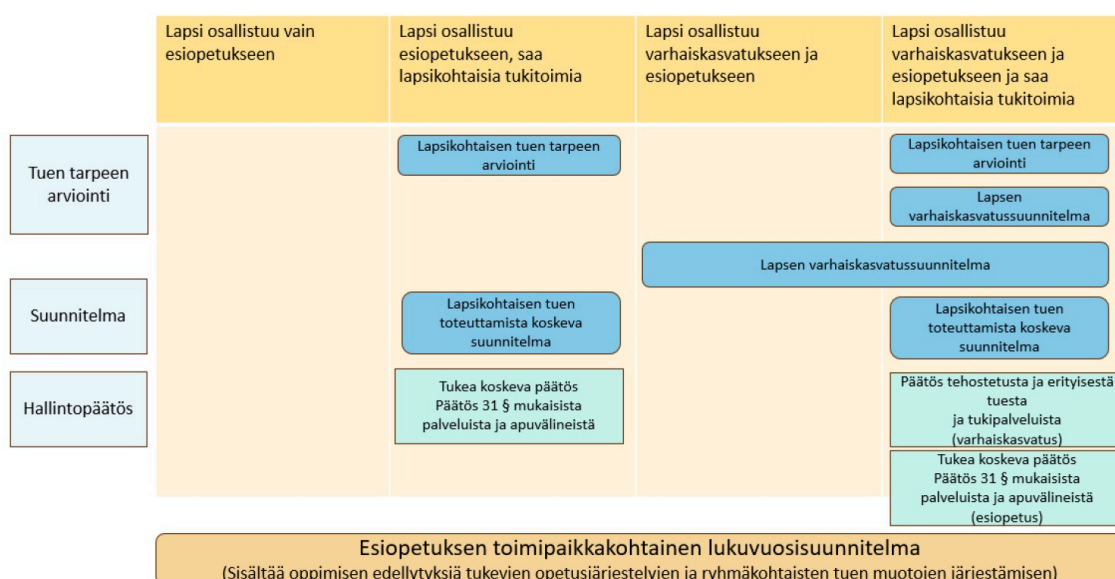 Lapsi osallistuu vain
esiopetukseen
Lapsi osallistuu
esiopetukseen, saa
lapsikohtaisia tukitoimia
Lapsi osallistuu
varhaiskasvatukseen ja
esiopetukseen
Lapsi osallistuu
varhaiskasvatukseen ja
esiopetukseen ja saa
lapsikohtaisia tukitoimia
Tuen tarpeen
arviointi
Lapsikohtaisen tuen tarpeen
arviointi
Lapsikohtaisen tuen tarpeen
arviointi
Lapsen
varhaiskasvatussuunnitelma
Lapsen varhaiskasvatussuunnitelma
Suunnitelma
Lapsikohtaisen tuen
toteuttamista koskeva
suunnitelma
Lapsikohtaisen tuen
toteuttamista koskeva
suunnitelma
Hallintopäätös
Tukea koskeva päätös
Päätös 31 § mukaisista
palveluista ja apuvälineistä
Päätös tehostetusta ja erityisestä
tuesta
ja tukipalveluista
(varhaiskasvatus)
Tukea koskeva päätös
Päätös 31 § mukaisista
palveluista ja apuvälineistä
(esiopetus)
Esiopetuksen toimipaikkakohtainen lukuvuosisuunnitelma
(Sisältää oppimisen edellytyksiä tukevien opetusjärjestelyjen ja ryhmäkohtaisten tuen muotojen järjestämisen)